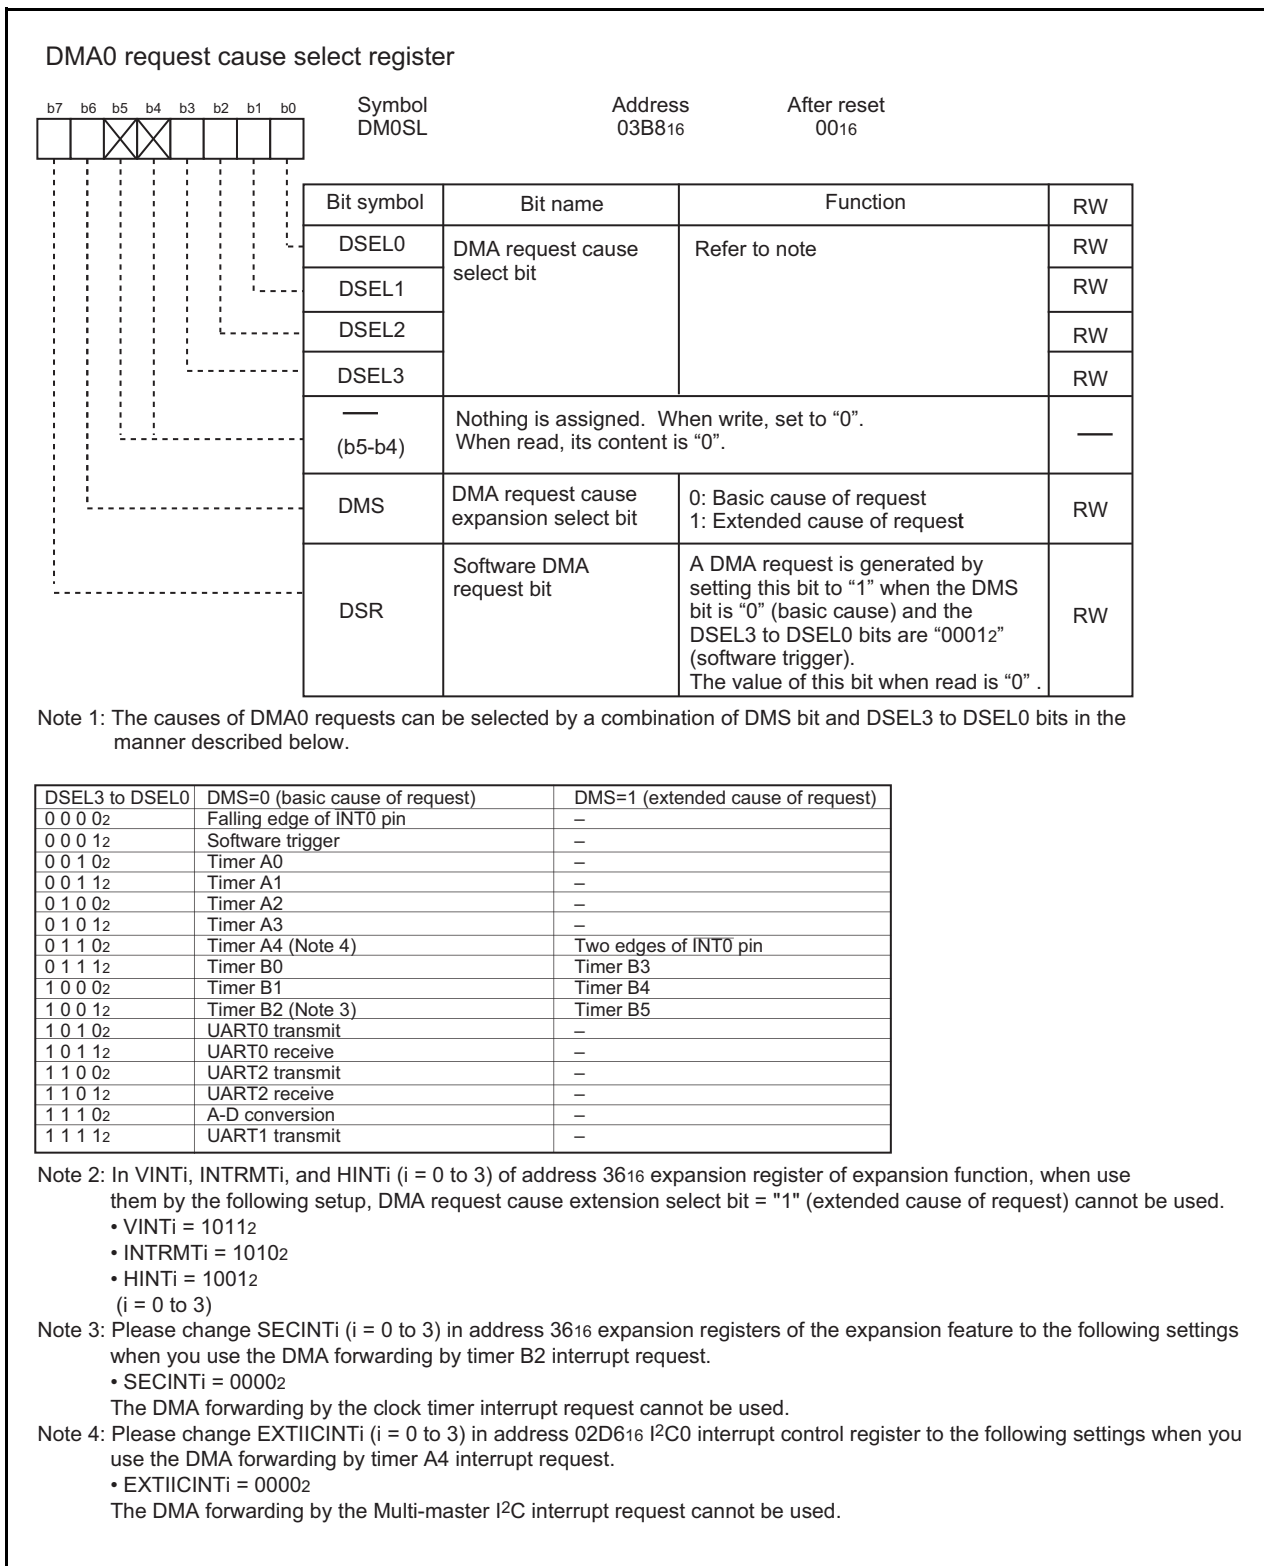 DMA0 request cause select register
b7 b6 b5 b4 b3 b2 b1 b0
Symbol Address After reset
DM0SL 03B816 0016
Bit symbol Bit name Function RW
DSEL0 DMA request cause select bit Refer to note RW
DSEL1 RW
DSEL2 RW
DSEL3 RW
— (b5-b4) Nothing is assigned. When write, set to “0”. —
When read, its content is “0”.
DMS DMA request cause expansion select bit 0: Basic cause of request RW
1: Extended cause of request
DSR Software DMA request bit A DMA request is generated by RW
setting this bit to “1” when the DMS
bit is “0” (basic cause) and the
DSEL3 to DSEL0 bits are “00012”
(software trigger).
The value of this bit when read is “0” .
Note 1: The causes of DMA0 requests can be selected by a combination of DMS bit and DSEL3 to DSEL0 bits in the
manner described below.
DSEL3 to DSEL0 DMS=0 (basic cause of request) DMS=1 (extended cause of request)
0 0 0 02 Falling edge of INT0 pin –
0 0 0 12 Software trigger –
0 0 1 02 Timer A0 –
0 0 1 12 Timer A1 –
0 1 0 02 Timer A2 –
0 1 0 12 Timer A3 –
0 1 1 02 Timer A4 (Note 4) Two edges of INT0 pin
0 1 1 12 Timer B0 Timer B3
1 0 0 02 Timer B1 Timer B4
1 0 0 12 Timer B2 (Note 3) Timer B5
1 0 1 02 UART0 transmit –
1 0 1 12 UART0 receive –
1 1 0 02 UART2 transmit –
1 1 0 12 UART2 receive –
1 1 1 02 A-D conversion –
1 1 1 12 UART1 transmit –
Note 2: In VINTi, INTRMTi, and HINTi (i = 0 to 3) of address 3616 expansion register of expansion function, when use
them by the following setup, DMA request cause extension select bit = "1" (extended cause of request) cannot be used.
• VINTi = 10112
• INTRMTi = 10102
• HINTi = 10012
(i = 0 to 3)
Note 3: Please change SECINTi (i = 0 to 3) in address 3616 expansion registers of the expansion feature to the following settings
when you use the DMA forwarding by timer B2 interrupt request.
• SECINTi = 00002
The DMA forwarding by the clock timer interrupt request cannot be used.
Note 4: Please change EXTIICINTi (i = 0 to 3) in address 02D616 I2C0 interrupt control register to the following settings when you
use the DMA forwarding by timer A4 interrupt request.
• EXTIICINTi = 00002
The DMA forwarding by the Multi-master I2C interrupt request cannot be used.